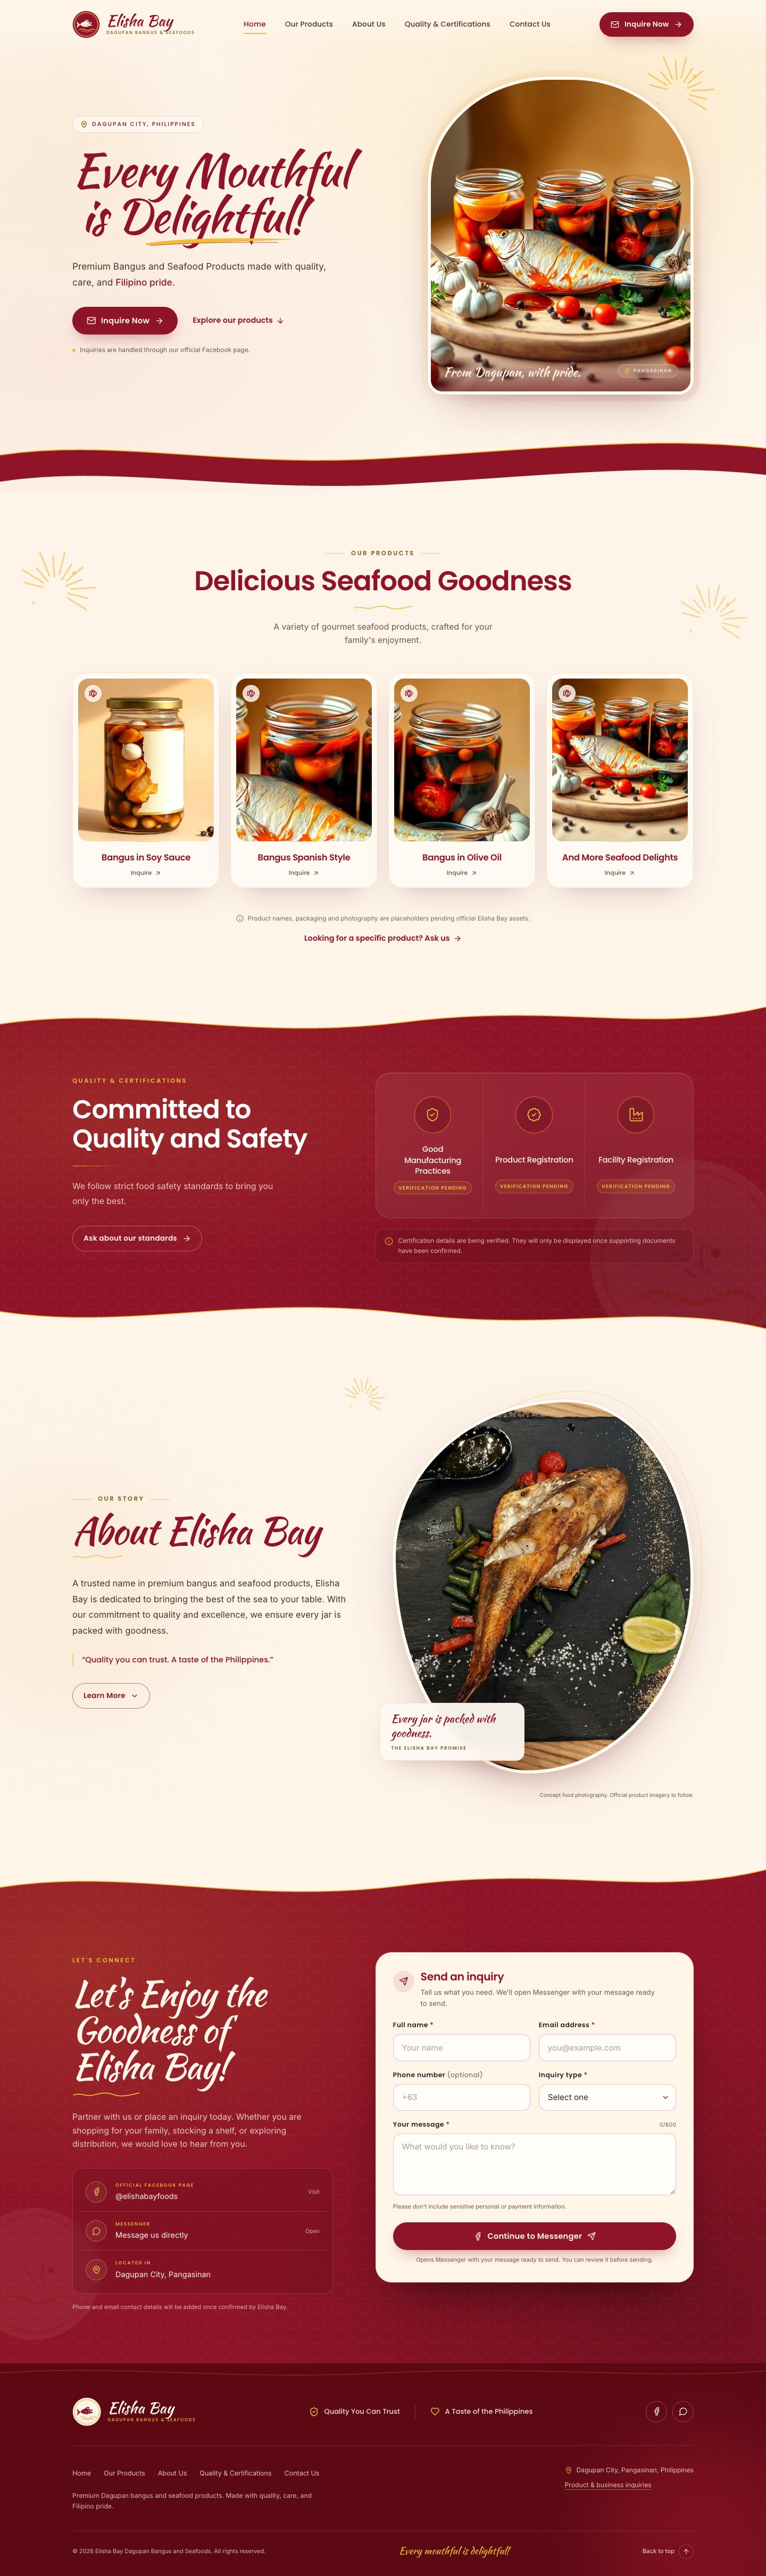 Elisha Bay
DAGUPAN BANGUS & SEAFOODS
Home
Our Products
About Us
Quality & Certifications
Contact Us
Inquire Now
DAGUPAN CITY, PHILIPPINES
Every Mouthful
is Delightful!
Premium Bangus and Seafood Products made with quality,
care, and Filipino pride.
Inquire Now
Explore our products
Inquiries are handled through our official Facebook page.
From Dagupan, with pride.
PANGASINAN
OUR PRODUCTS
Delicious Seafood Goodness
A variety of gourmet seafood products, crafted for your
family's enjoyment.
Bangus in Soy Sauce
Inquire
Bangus Spanish Style
Inquire
Bangus in Olive Oil
Inquire
And More Seafood Delights
Inquire
Product names, packaging and photography are placeholders pending official Elisha Bay assets.
Looking for a specific product? Ask us
QUALITY & CERTIFICATIONS
Committed to
Quality and Safety
We follow strict food safety standards to bring you
only the best.
Ask about our standards
Good
Manufacturing
Practices
VERIFICATION PENDING
Product Registration
VERIFICATION PENDING
Facility Registration
VERIFICATION PENDING
Certification details are being verified. They will only be displayed once supporting documents
have been confirmed.
OUR STORY
About Elisha Bay
A trusted name in premium bangus and seafood products, Elisha
Bay is dedicated to bringing the best of the sea to your table. With
our commitment to quality and excellence, we ensure every jar is
packed with goodness.
"Quality you can trust. A taste of the Philippines."
Learn More
Every jar is packed with
goodness.
THE ELISHA BAY PROMISE
Concept food photography. Official product imagery to follow.
LET'S CONNECT
Let's Enjoy the
Goodness of
Elisha Bay!
Partner with us or place an inquiry today. Whether you are
shopping for your family, stocking a shelf, or exploring
distribution, we would love to hear from you.
OFFICIAL FACEBOOK PAGE
@elishabayfoods
Visit
MESSENGER
Message us directly
Open
LOCATED IN
Dagupan City, Pangasinan
Phone and email contact details will be added once confirmed by Elisha Bay.
Send an inquiry
Tell us what you need. We'll open Messenger with your message ready
to send.
Full name *
Your name
Email address *
you@example.com
Phone number (optional)
+63
Inquiry type *
Select one
Your message *
0/600
What would you like to know?
Please don't include sensitive personal or payment information.
Continue to Messenger
Opens Messenger with your message ready to send. You can review it before sending.
Elisha Bay
DAGUPAN BANGUS & SEAFOODS
Quality You Can Trust
A Taste of the Philippines
Home
Our Products
About Us
Quality & Certifications
Contact Us
Premium Dagupan bangus and seafood products. Made with quality, care, and
Filipino pride.
Dagupan City, Pangasinan, Philippines
Product & business inquiries
© 2026 Elisha Bay Dagupan Bangus and Seafoods. All rights reserved.
Every mouthful is delightful!
Back to top